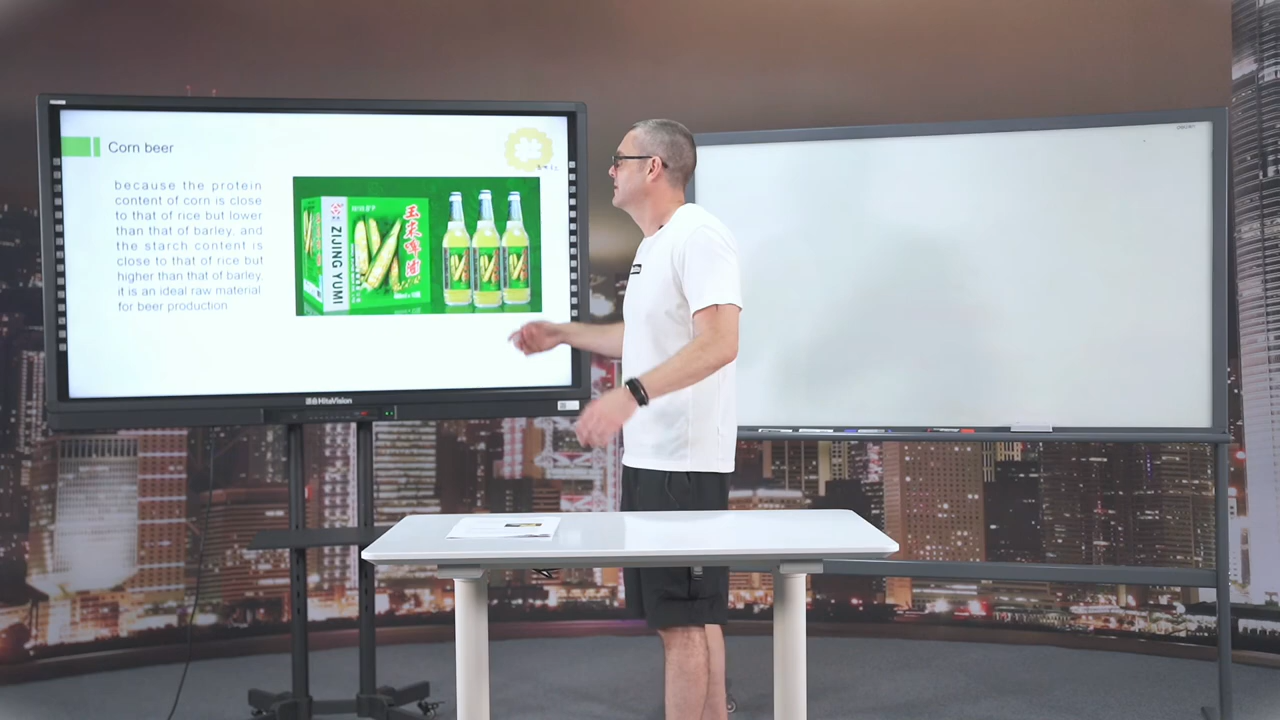 Corn beer
because the protein
content of corn is close
to that of rice but lower
than that of barley, and
the starch content is
close to that of rice but
higher than that of barley,
it is an ideal raw material
for beer production
ZIJING YUMI
玉米啤酒
HiteVision